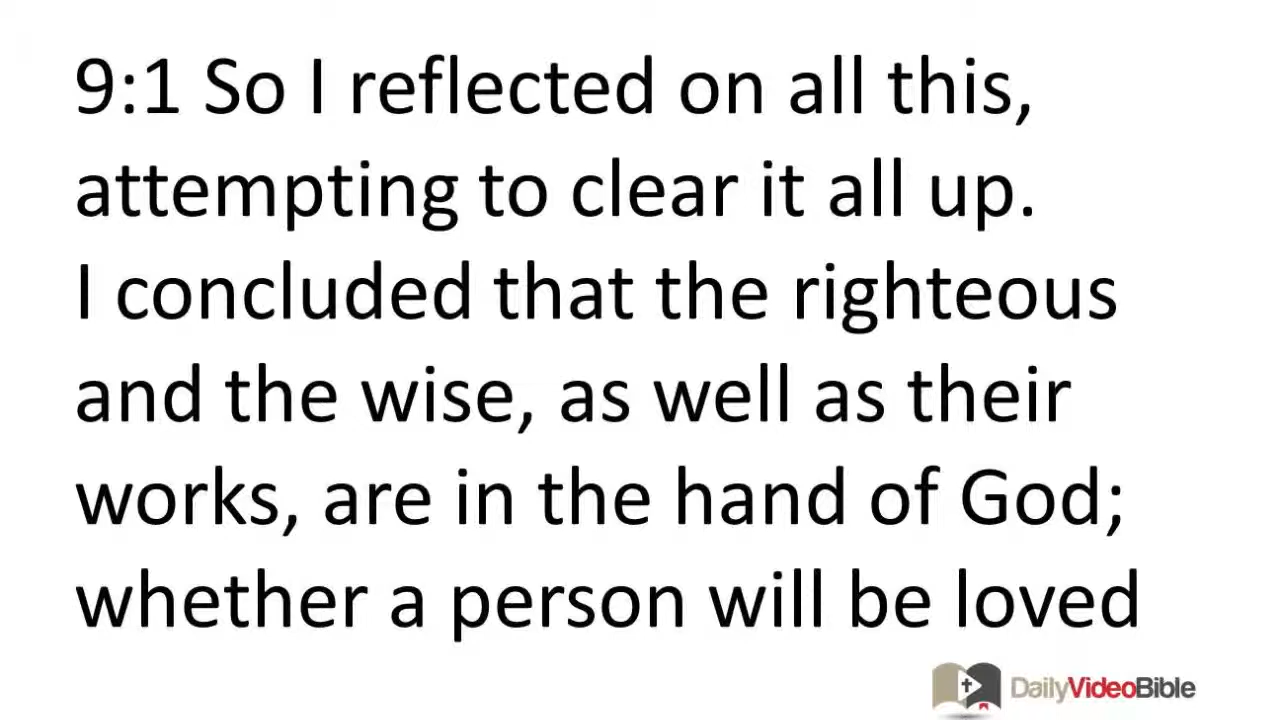 9:1 So I reflected on all this,
attempting to clear it all up.
I concluded that the righteous
and the wise, as well as their
works, are in the hand of God;
whether a person will be loved
DailyVideoBible